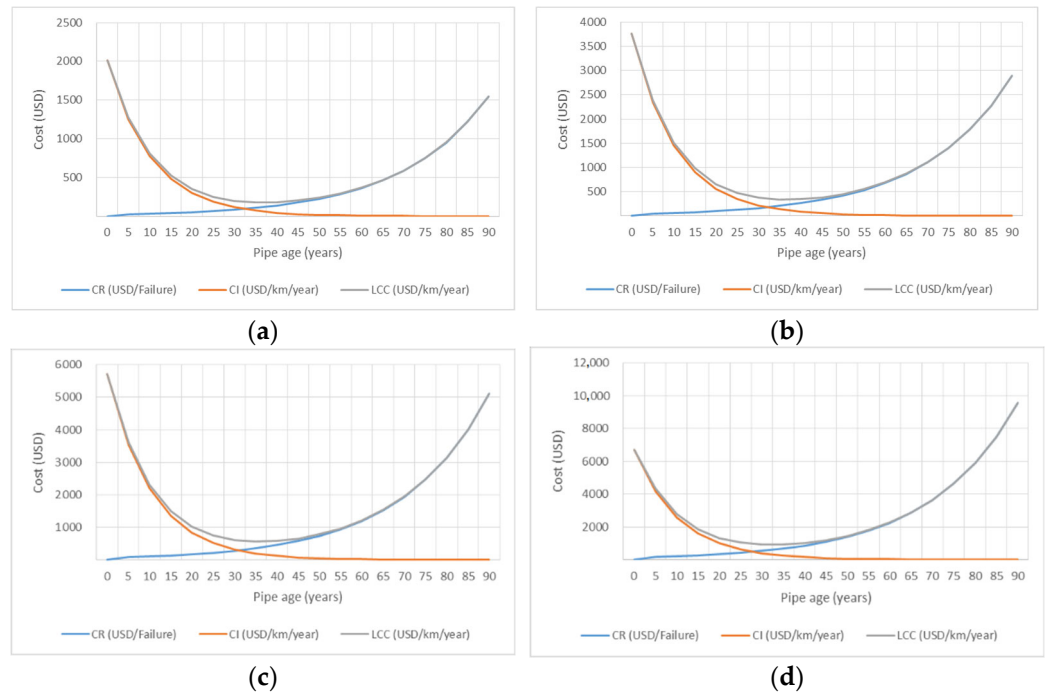 2500
2000
1500
1000
500
Cost (USD)
0 5 10 15 20 25 30 35 40 45 50 55 60 65 70 75 80 85 90
Pipe age (years)
CR (USD/Failure) CI (USD/km/year) LCC (USD/km/year)
(a)
4000
3500
3000
2500
2000
1500
1000
500
Cost (USD)
0 5 10 15 20 25 30 35 40 45 50 55 60 65 70 75 80 85 90
Pipe age (years)
CR (USD/Failure) CI (USD/km/year) LCC (USD/km/year)
(b)
6000
5000
4000
3000
2000
1000
Cost (USD)
0 5 10 15 20 25 30 35 40 45 50 55 60 65 70 75 80 85 90
Pipe age (years)
CR (USD/Failure) CI (USD/km/year) LCC (USD/km/year)
(c)
12,000
10,000
8000
6000
4000
2000
Cost (USD)
0 5 10 15 20 25 30 35 40 45 50 55 60 65 70 75 80 85 90
Pipe age (years)
CR (USD/Failure) CI (USD/km/year) LCC (USD/km/year)
(d)